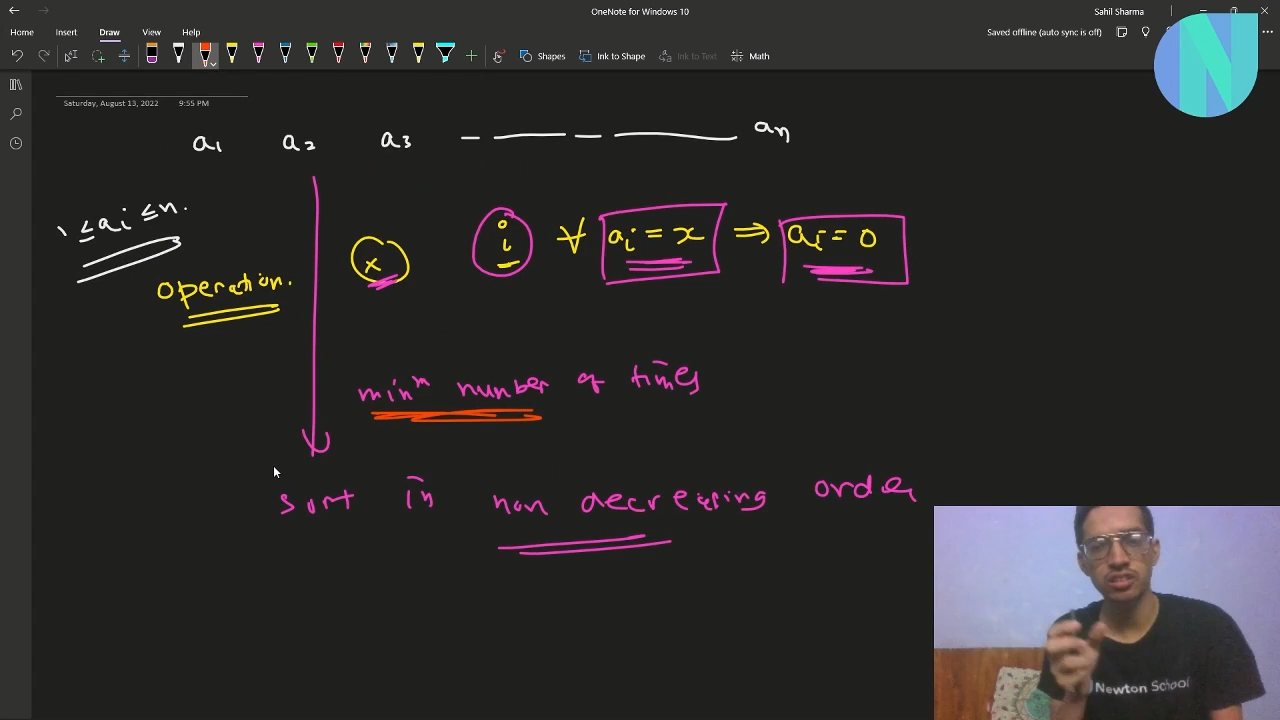 OneNote for Windows 10
Sahil Sharma
Home Insert Draw View Help
Saved offline (auto sync is off)
Shapes Ink to Shape Ink to Text Math
Saturday, August 13, 2022 9:55 PM
a1 a2 a3 an
1 ≤ ai ≤ n.
x i ∀ ai = x ⇒ ai = 0
operation.
minm number of times
sort in non decreasing order
Newton School